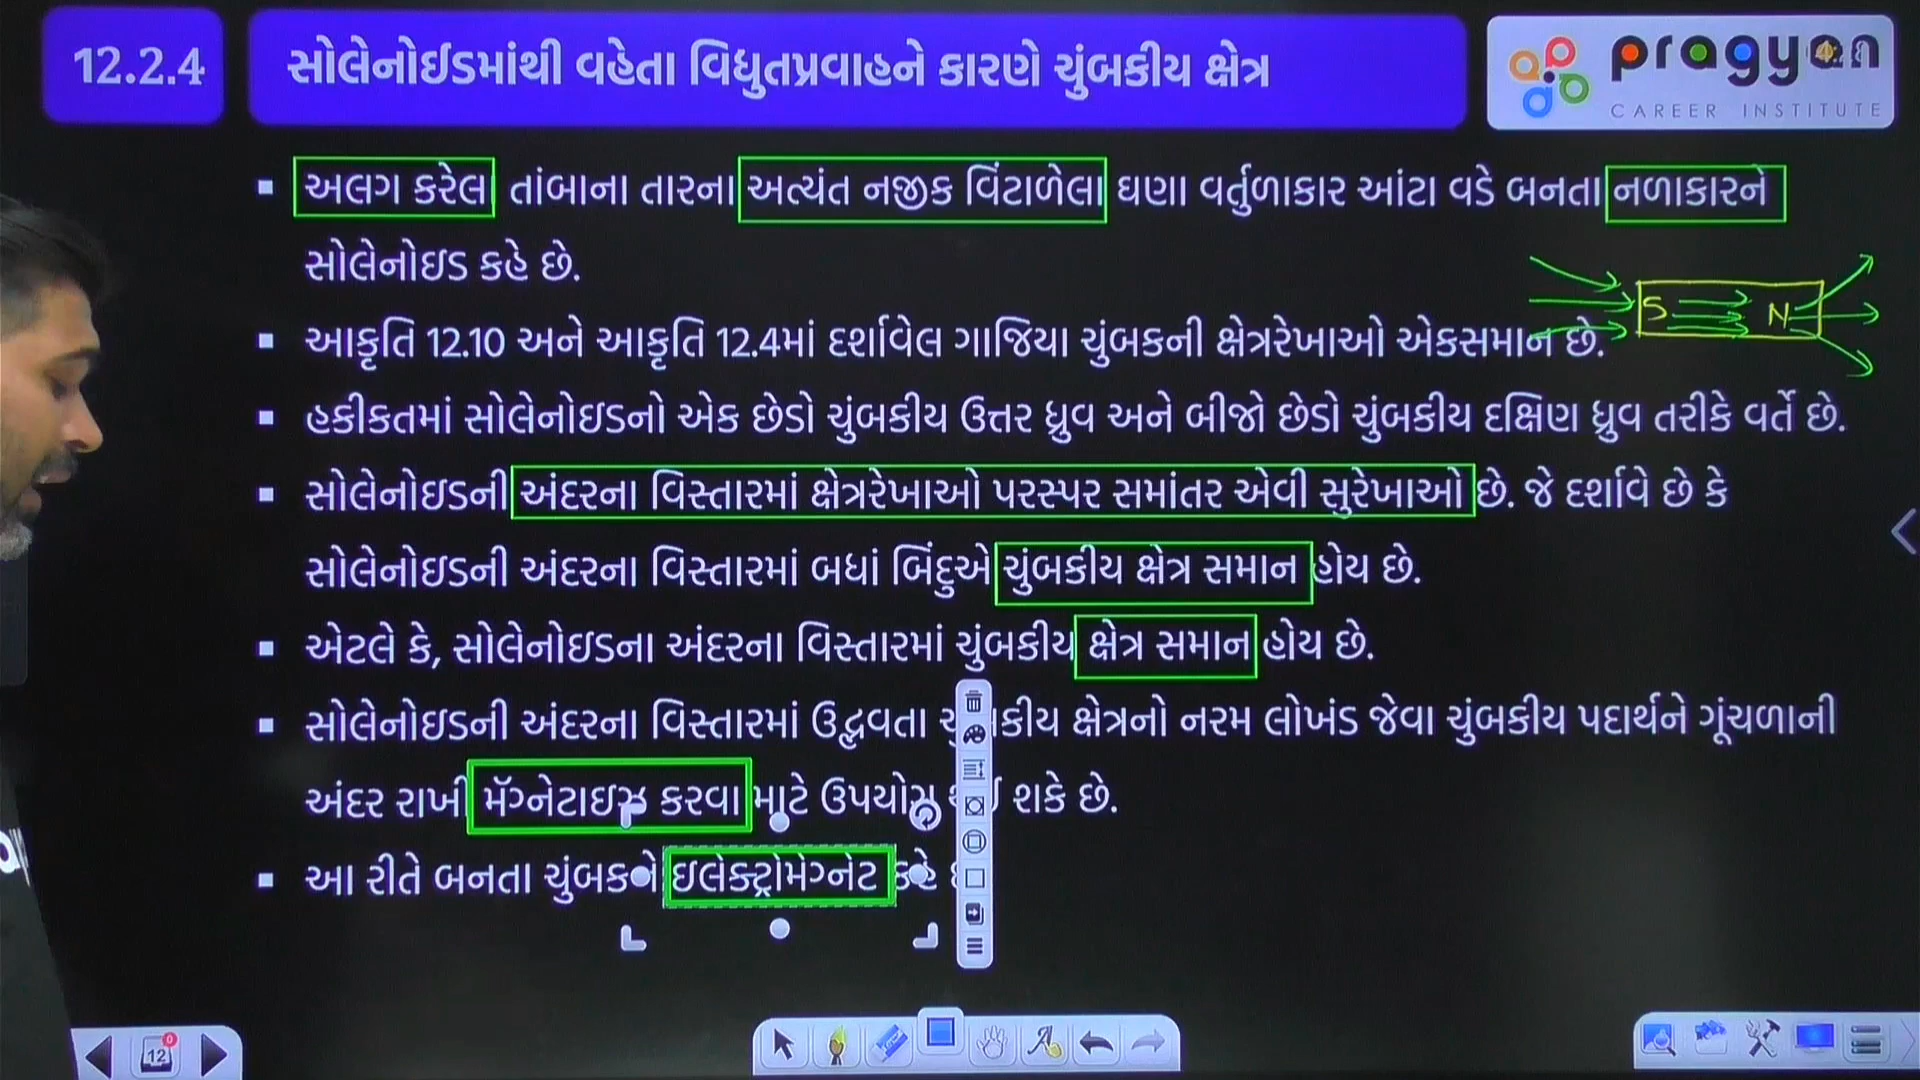 12.2.4
સોલેનોઈડમાંથી વહેતા વિદ્યુતપ્રવાહને કારણે ચુંબકીય ક્ષેત્ર
pragyan
CAREER INSTITUTE
▪ અલગ કરેલ તાંબાના તારના અત્યંત નજીક વિંટાળેલા ઘણા વર્તુળાકાર આંટા વડે બનતા નળાકારને
સોલેનોઇડ કહે છે.
S N
▪ આકૃતિ 12.10 અને આકૃતિ 12.4માં દર્શાવેલ ગાજિયા ચુંબકની ક્ષેત્રરેખાઓ એકસમાન છે.
▪ હકીકતમાં સોલેનોઇડનો એક છેડો ચુંબકીય ઉત્તર ધ્રુવ અને બીજો છેડો ચુંબકીય દક્ષિણ ધ્રુવ તરીકે વર્તે છે.
▪ સોલેનોઇડની અંદરના વિસ્તારમાં ક્ષેત્રરેખાઓ પરસ્પર સમાંતર એવી સુરેખાઓ છે. જે દર્શાવે છે કે
સોલેનોઇડની અંદરના વિસ્તારમાં બધાં બિંદુએ ચુંબકીય ક્ષેત્ર સમાન હોય છે.
▪ એટલે કે, સોલેનોઇડના અંદરના વિસ્તારમાં ચુંબકીય ક્ષેત્ર સમાન હોય છે.
▪ સોલેનોઇડની અંદરના વિસ્તારમાં ઉદ્ભવતા ચુંબકીય ક્ષેત્રનો નરમ લોખંડ જેવા ચુંબકીય પદાર્થને ગૂંચળાની
અંદર રાખી મૅગ્નેટાઇઝ કરવા માટે ઉપયોગ શકે છે.
▪ આ રીતે બનતા ચુંબકને ઇલેક્ટ્રોમેગ્નેટ કહે
12